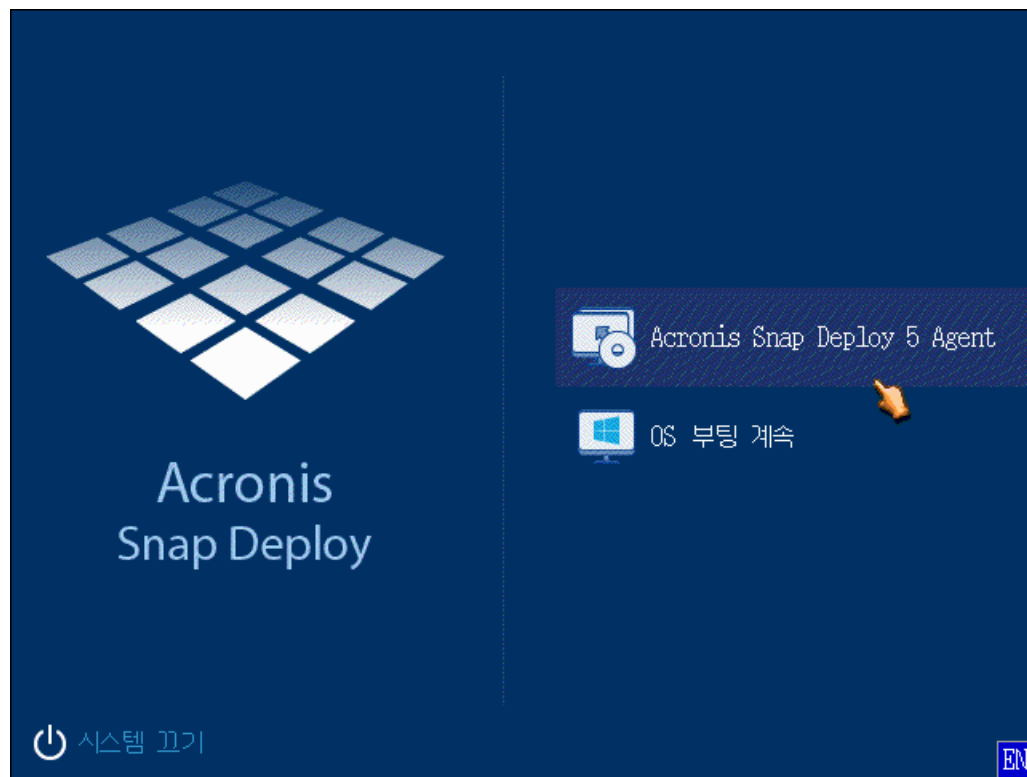 Acronis
Snap Deploy
Acronis Snap Deploy 5 Agent
OS 부팅 계속
시스템 끄기
EN